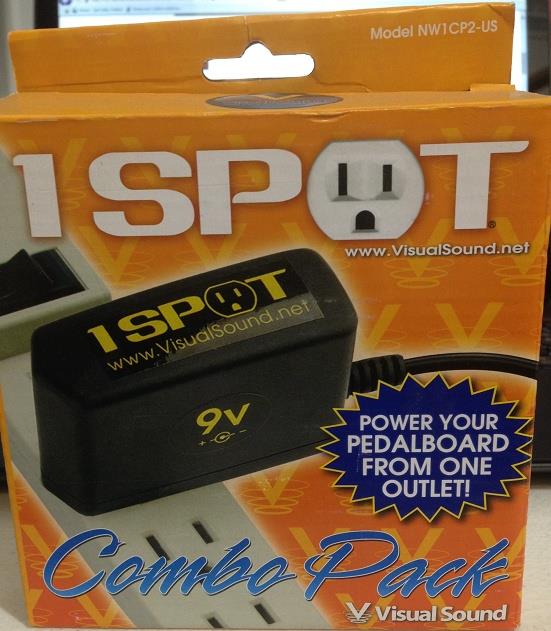 Model NW1CP2-US
1SPOT
www.VisualSound.net
1SPOT
www.VisualSound.net
9V
POWER YOUR
PEDALBOARD
FROM ONE
OUTLET!
Combo Pack
Visual Sound